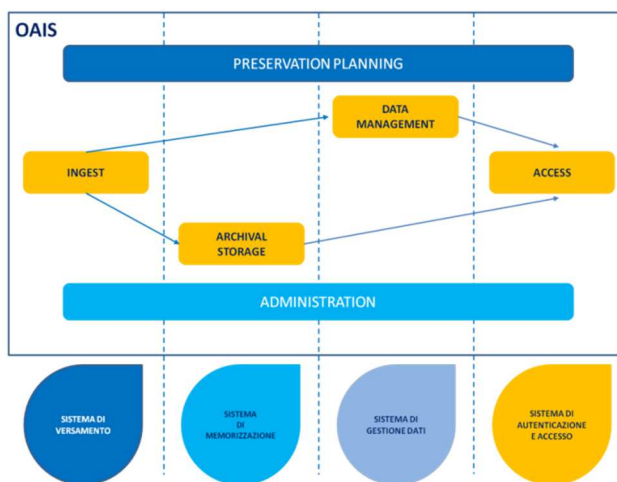 OAIS
PRESERVATION PLANNING
DATA
MANAGEMENT
INGEST
ACCESS
ARCHIVAL
STORAGE
ADMINISTRATION
SISTEMA DI
VERSAMENTO
SISTEMA
DI
MEMORIZZAZIONE
SISTEMA DI
GESTIONE DATI
SISTEMA DI
AUTENTICAZIONE
E ACCESSO